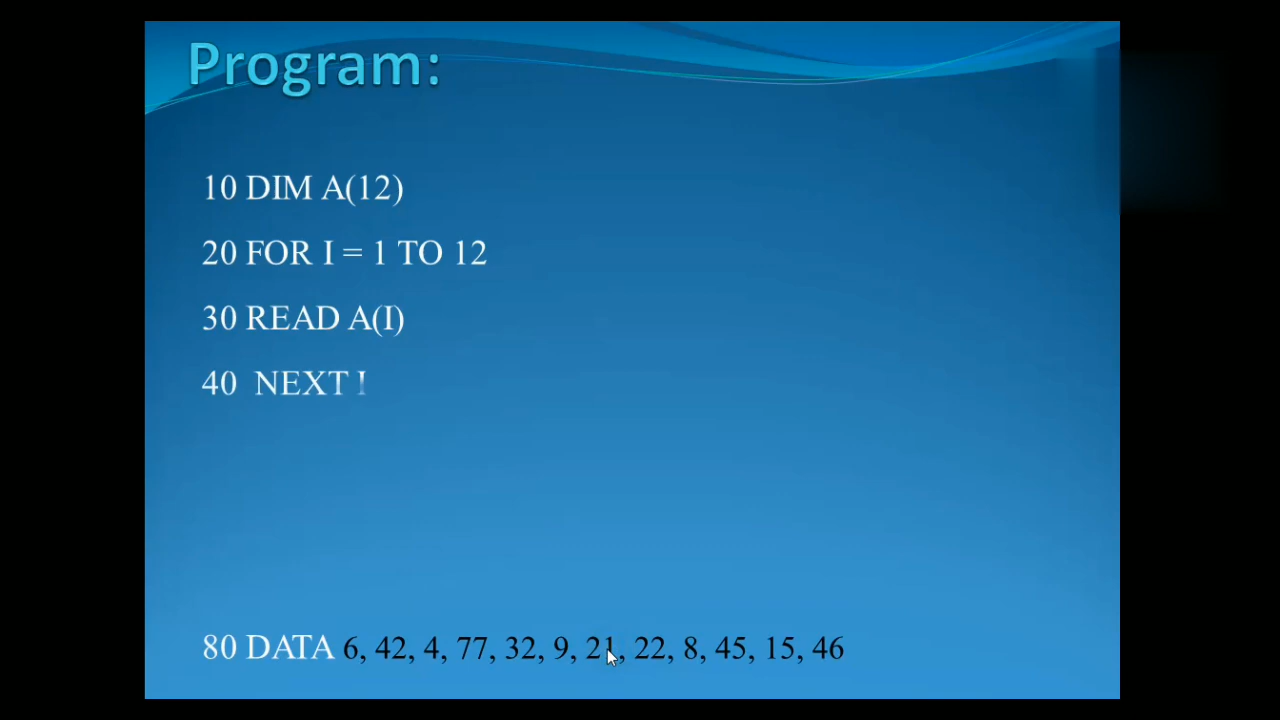 Program:
10 DIM A(12)
20 FOR I = 1 TO 12
30 READ A(I)
40 NEXT I
80 DATA 6, 42, 4, 77, 32, 9, 21, 22, 8, 45, 15, 46